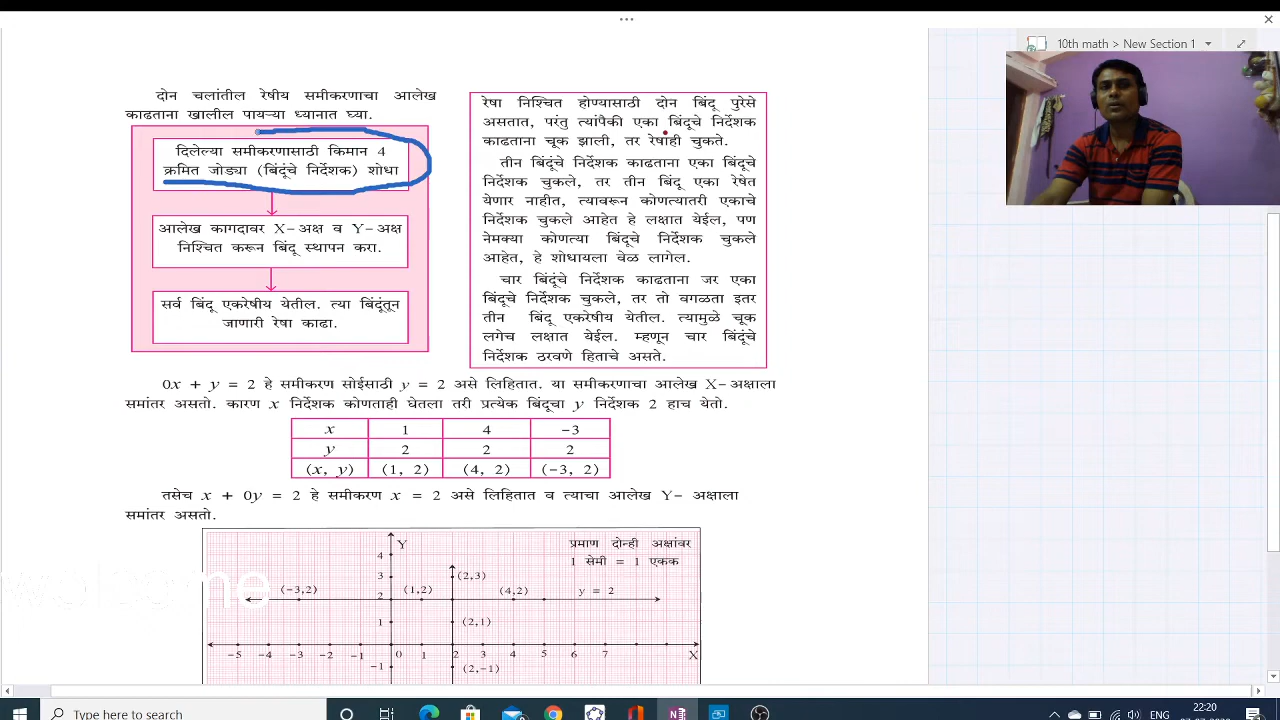 10th math > New Section 1
दोन चलांतील रेषीय समीकरणाचा आलेख
काढताना खालील पायऱ्या ध्यानात घ्या.
दिलेल्या समीकरणासाठी किमान 4
क्रमित जोड्या (बिंदूंचे निर्देशक) शोधा
आलेख कागदावर X-अक्ष व Y-अक्ष
निश्चित करून बिंदू स्थापन करा.
सर्व बिंदू एकरेषीय येतील. त्या बिंदूंतून
जाणारी रेषा काढा.
रेषा निश्चित होण्यासाठी दोन बिंदू पुरेसे
असतात, परंतु त्यांपैकी एका बिंदूचे निर्देशक
काढताना चूक झाली, तर रेषाही चुकते.
तीन बिंदूंचे निर्देशक काढताना एका बिंदूचे
निर्देशक चुकले, तर तीन बिंदू एका रेषेत
येणार नाहीत, त्यावरून कोणत्यातरी एकाचे
निर्देशक चुकले आहेत हे लक्षात येईल, पण
नेमक्या कोणत्या बिंदूचे निर्देशक चुकले
आहेत, हे शोधायला वेळ लागेल.
चार बिंदूंचे निर्देशक काढताना जर एका
बिंदूचे निर्देशक चुकले, तर तो वगळता इतर
तीन बिंदू एकरेषीय येतील. त्यामुळे चूक
लगेच लक्षात येईल. म्हणून चार बिंदूंचे
निर्देशक ठरवणे हिताचे असते.
0x + y = 2 हे समीकरण सोईसाठी y = 2 असे लिहितात. या समीकरणाचा आलेख X-अक्षाला
समांतर असतो. कारण x निर्देशक कोणताही घेतला तरी प्रत्येक बिंदूचा y निर्देशक 2 हाच येतो.
x 1 4 -3
y 2 2 2
(x, y) (1, 2) (4, 2) (-3, 2)
तसेच x + 0y = 2 हे समीकरण x = 2 असे लिहितात व त्याचा आलेख Y- अक्षाला
समांतर असतो.
Y
प्रमाण दोन्ही अक्षांवर
1 सेमी = 1 एकक
4
3 (2,3)
(-3,2) 2 (1,2) (4,2) y = 2
1 (2,1)
-5 -4 -3 -2 -1 0 1 2 3 4 5 6 7 X
-1 (2,-1)
welcome
Type here to search
22:20